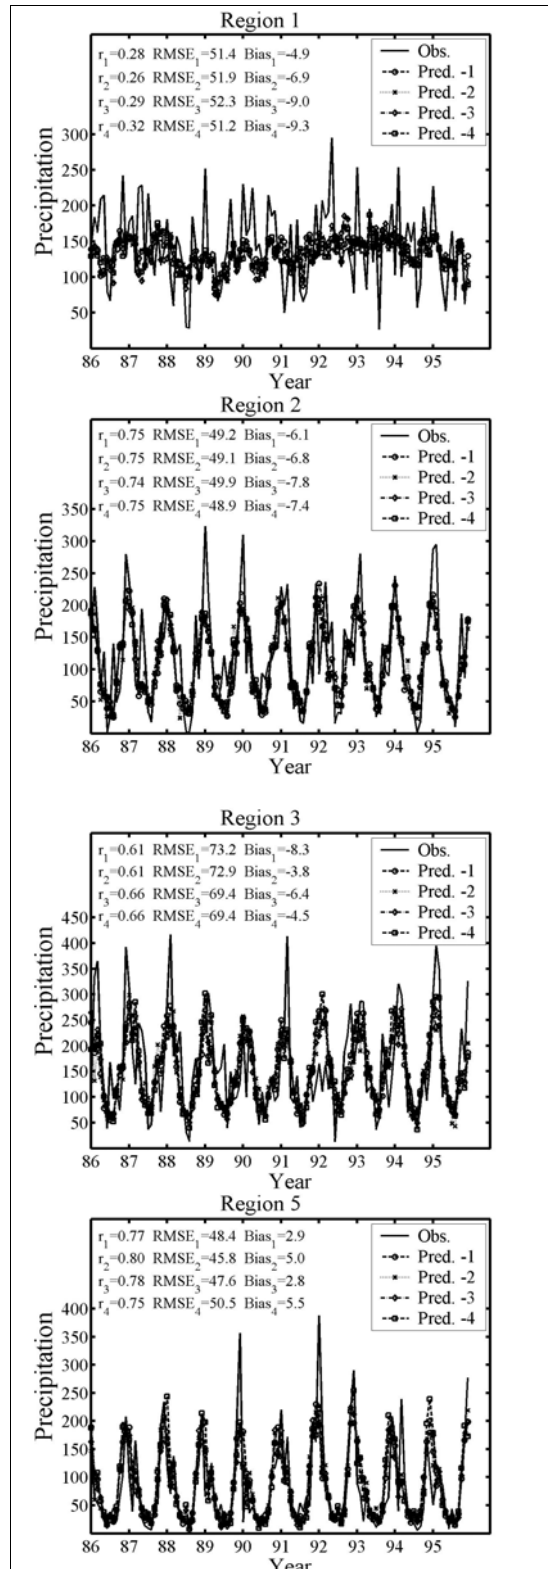 Region 1
r1=0.28 RMSE1=51.4 Bias1=-4.9
r2=0.26 RMSE2=51.9 Bias2=-6.9
r3=0.29 RMSE3=52.3 Bias3=-9.0
r4=0.32 RMSE4=51.2 Bias4=-9.3
Obs.
Pred. -1
Pred. -2
Pred. -3
Pred. -4
Precipitation
300
250
200
150
100
50
86 87 88 89 90 91 92 93 94 95
Year
Region 2
r1=0.75 RMSE1=49.2 Bias1=-6.1
r2=0.75 RMSE2=49.1 Bias2=-6.8
r3=0.74 RMSE3=49.9 Bias3=-7.8
r4=0.75 RMSE4=48.9 Bias4=-7.4
Obs.
Pred. -1
Pred. -2
Pred. -3
Pred. -4
Precipitation
350
300
250
200
150
100
50
86 87 88 89 90 91 92 93 94 95
Year
Region 3
r1=0.61 RMSE1=73.2 Bias1=-8.3
r2=0.61 RMSE2=72.9 Bias2=-3.8
r3=0.66 RMSE3=69.4 Bias3=-6.4
r4=0.66 RMSE4=69.4 Bias4=-4.5
Obs.
Pred. -1
Pred. -2
Pred. -3
Pred. -4
Precipitation
450
400
350
300
250
200
150
100
50
86 87 88 89 90 91 92 93 94 95
Year
Region 5
r1=0.77 RMSE1=48.4 Bias1=2.9
r2=0.80 RMSE2=45.8 Bias2=5.0
r3=0.78 RMSE3=47.6 Bias3=2.8
r4=0.75 RMSE4=50.5 Bias4=5.5
Obs.
Pred. -1
Pred. -2
Pred. -3
Pred. -4
Precipitation
400
350
300
250
200
150
100
50
86 87 88 89 90 91 92 93 94 95
Year